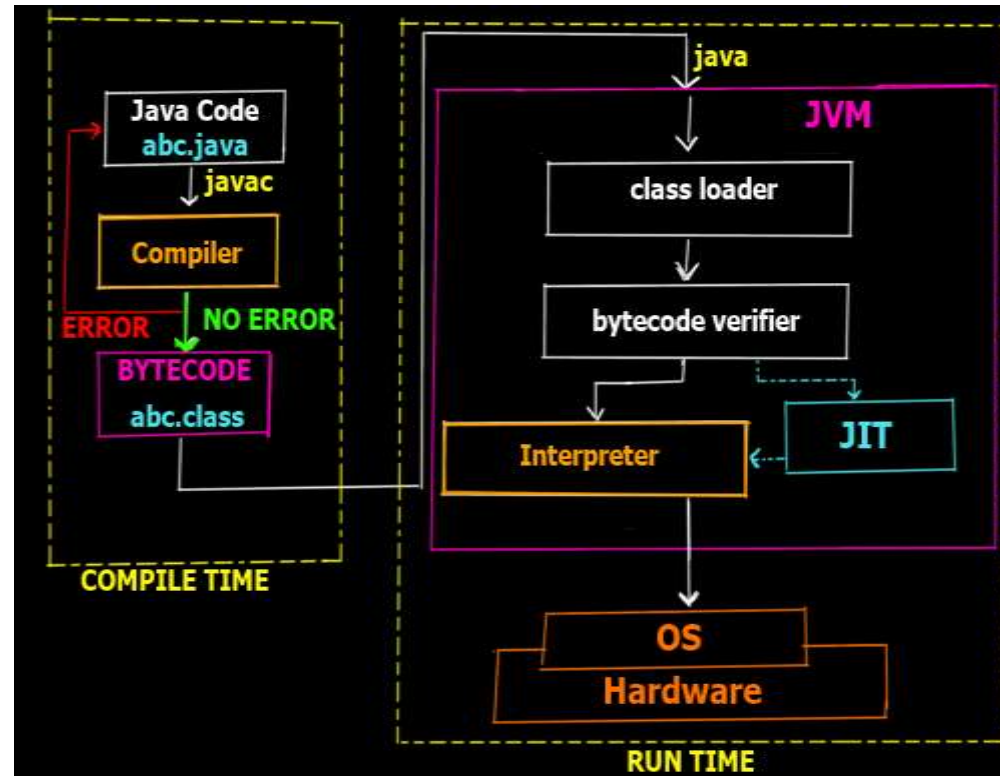 Java Code
abc.java
javac
Compiler
ERROR
NO ERROR
BYTECODE
abc.class
COMPILE TIME
java
JVM
class loader
bytecode verifier
JIT
Interpreter
OS
Hardware
RUN TIME